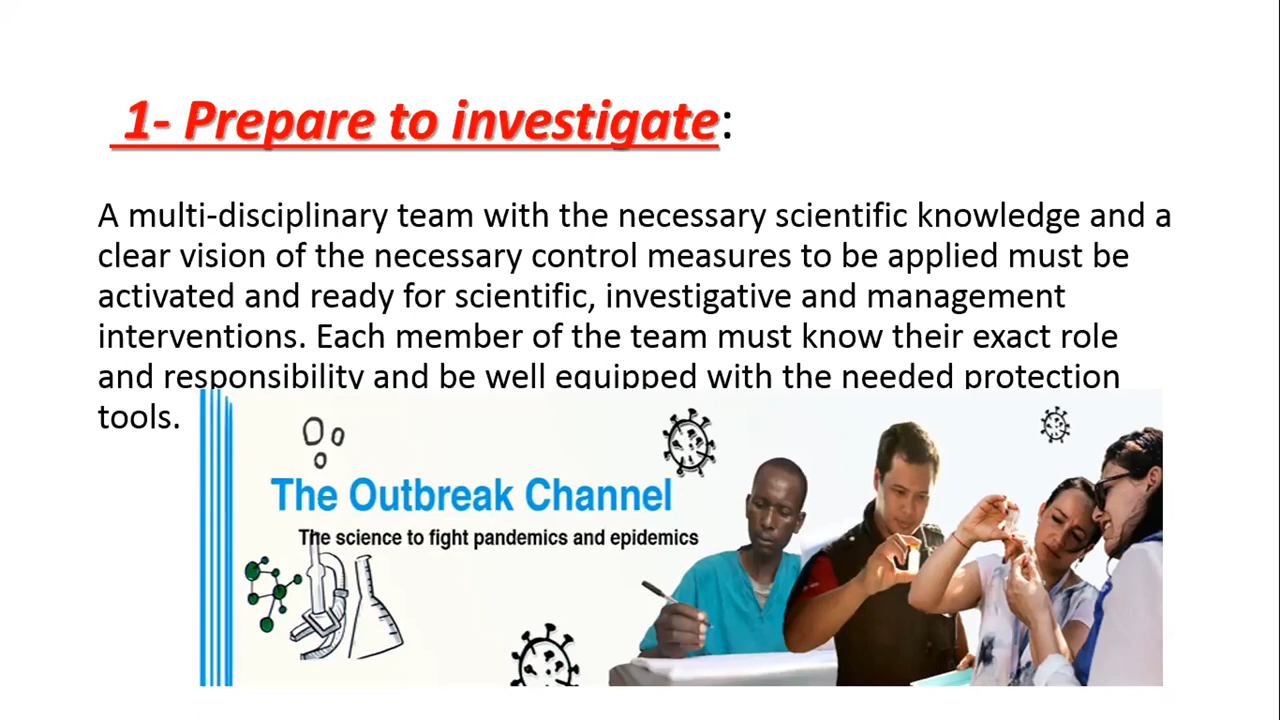 1- Prepare to investigate:
A multi-disciplinary team with the necessary scientific knowledge and a
clear vision of the necessary control measures to be applied must be
activated and ready for scientific, investigative and management
interventions. Each member of the team must know their exact role
and responsibility and be well equipped with the needed protection
tools.
The Outbreak Channel
The science to fight pandemics and epidemics